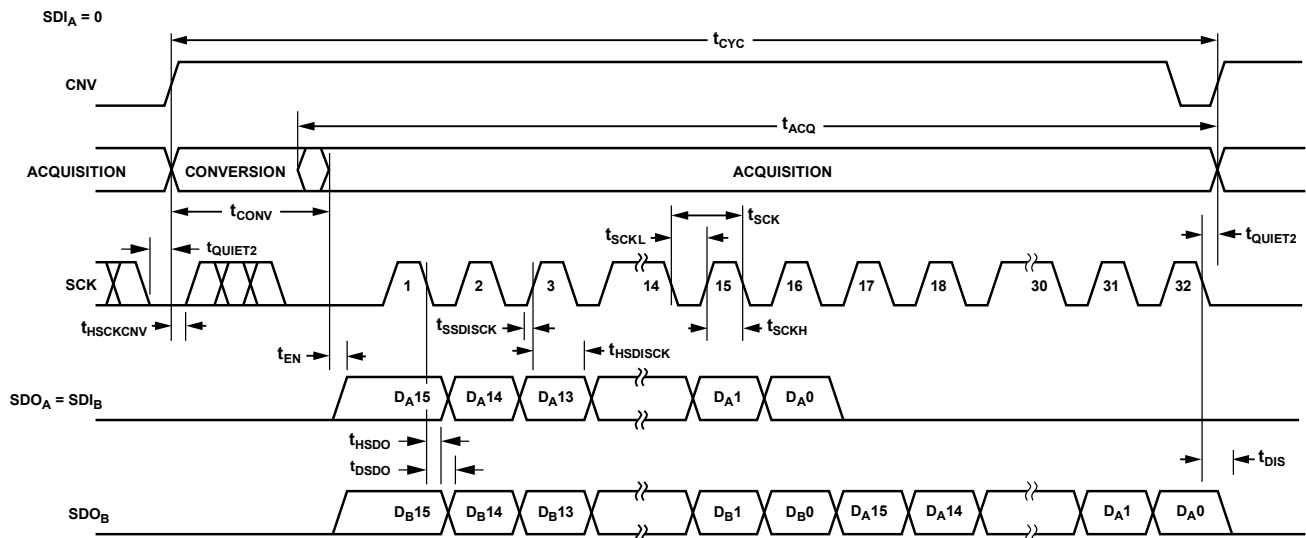 SDIA = 0
tCYC
CNV
tACQ
ACQUISITION CONVERSION ACQUISITION
tCONV
tSCK
tQUIET2 tSCKL tQUIET2
SCK 1 2 3 14 15 16 17 18 30 31 32
tHSCKCNV tSSDISCK tSCKH
tEN tHSDISCK
SDOA = SDIB DA15 DA14 DA13 DA1 DA0
tHSDO
tDSDO tDIS
SDOB DB15 DB14 DB13 DB1 DB0 DA15 DA14 DA1 DA0